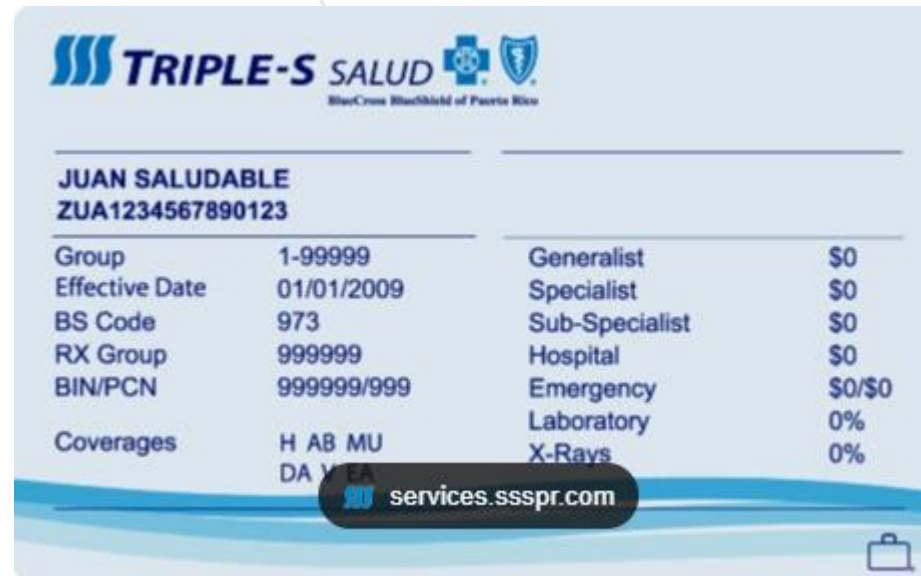 TRIPLE-S SALUD
BlueCross BlueShield of Puerto Rico
JUAN SALUDABLE
ZUA1234567890123
Group 1-99999
Effective Date 01/01/2009
BS Code 973
RX Group 999999
BIN/PCN 999999/999
Coverages H AB MU
DA V EA
Generalist $0
Specialist $0
Sub-Specialist $0
Hospital $0
Emergency $0/$0
Laboratory 0%
X-Rays 0%
services.ssspr.com